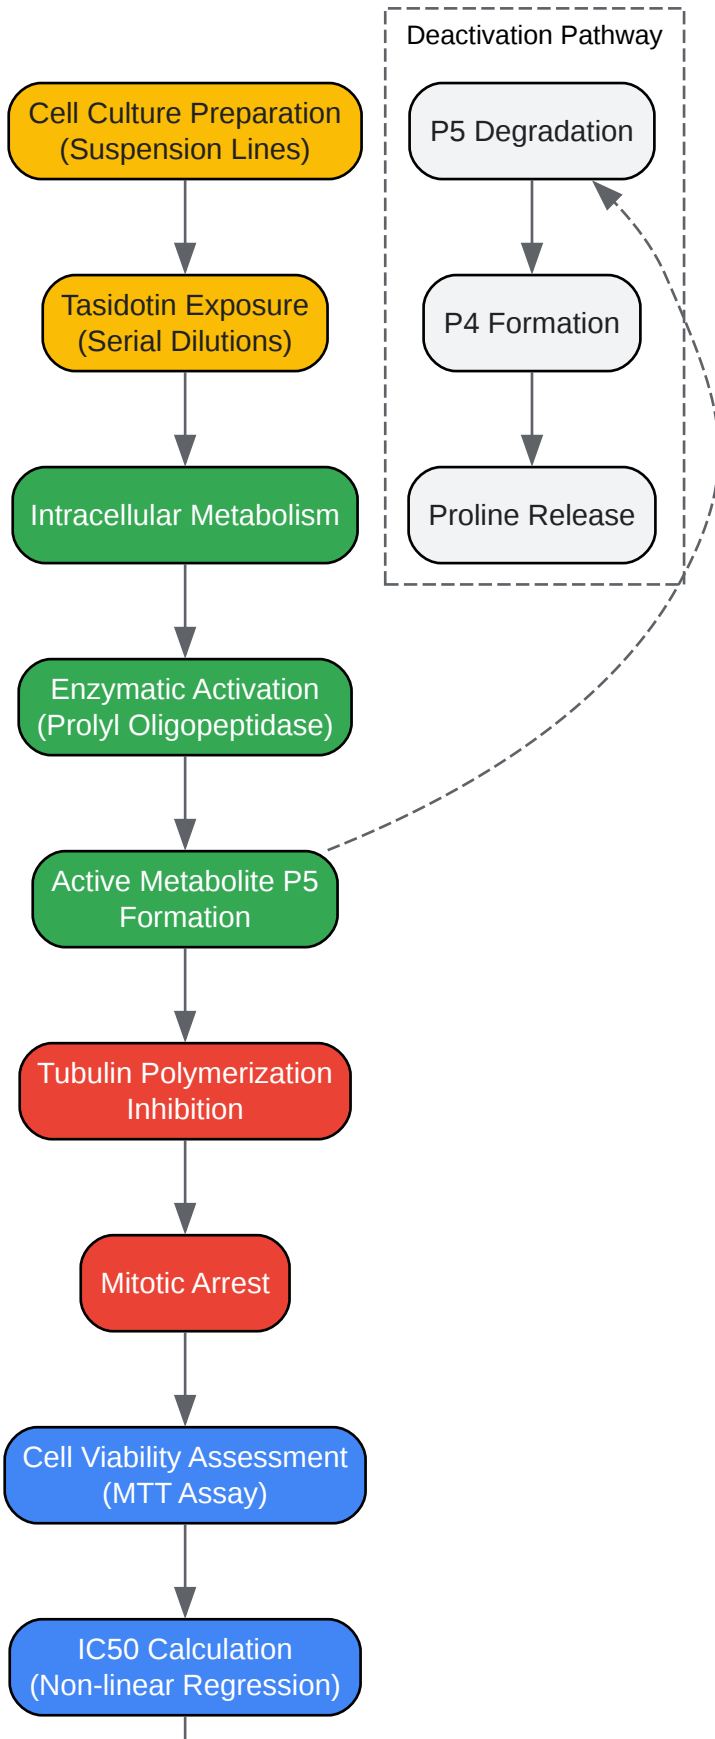 Deactivation Pathway
Cell Culture Preparation
(Suspension Lines)
P5 Degradation
Tasidotin Exposure
(Serial Dilutions)
P4 Formation
Intracellular Metabolism
Proline Release
Enzymatic Activation
(Prolyl Oligopeptidase)
Active Metabolite P5
Formation
Tubulin Polymerization
Inhibition
Mitotic Arrest
Cell Viability Assessment
(MTT Assay)
IC50 Calculation
(Non-linear Regression)